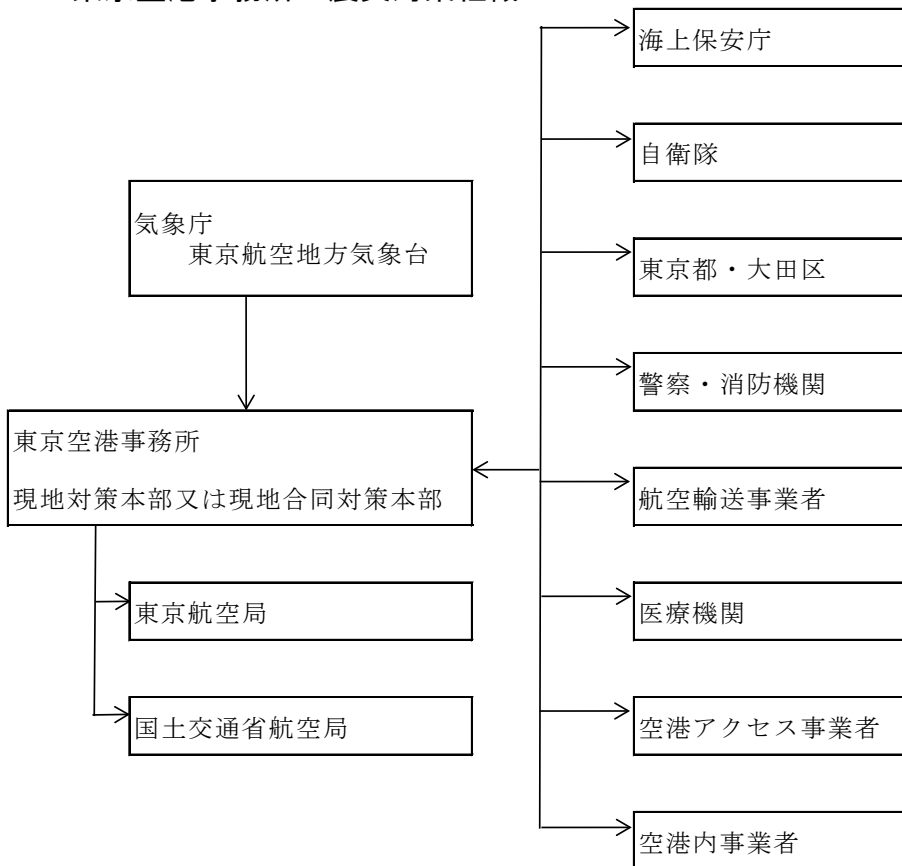 気象庁
東京航空地方気象台
東京空港事務所
現地対策本部又は現地合同対策本部
東京航空局
国土交通省航空局
海上保安庁
自衛隊
東京都・大田区
警察・消防機関
航空輸送事業者
医療機関
空港アクセス事業者
空港内事業者